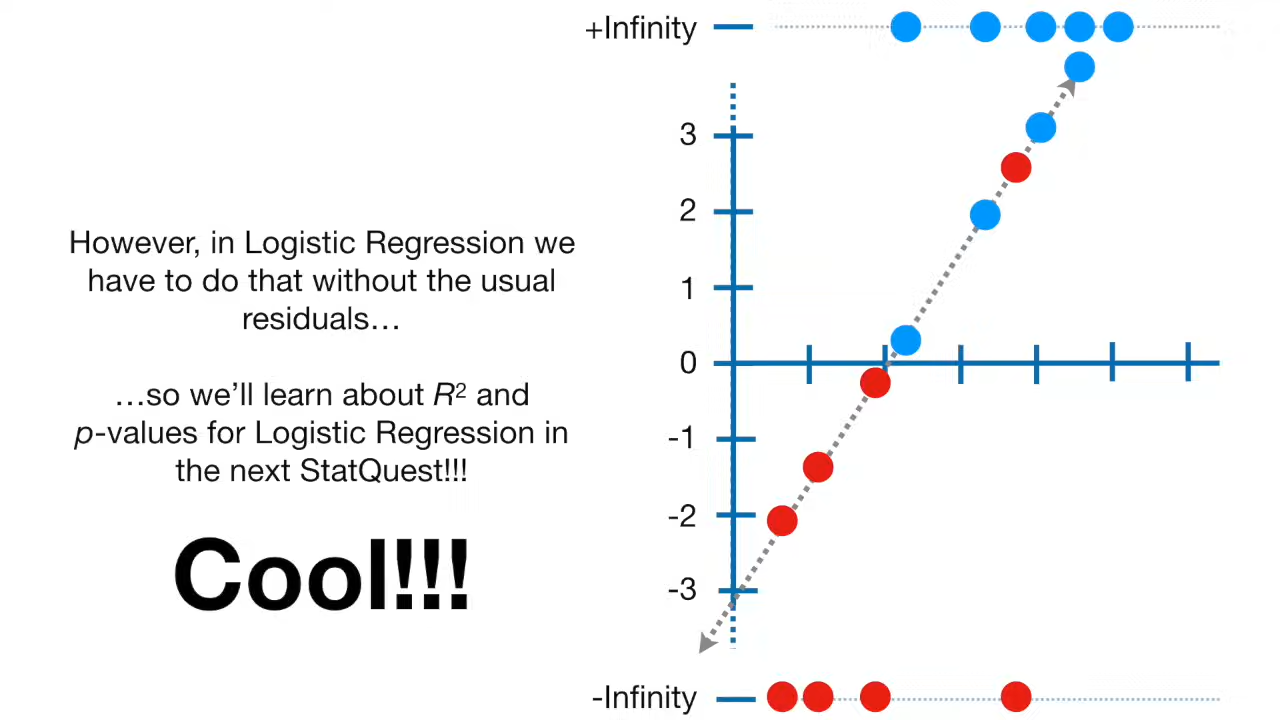 +Infinity
3
2
1
0
-1
-2
-3
-Infinity
However, in Logistic Regression we
have to do that without the usual
residuals…
…so we’ll learn about R² and
p-values for Logistic Regression in
the next StatQuest!!!
Cool!!!